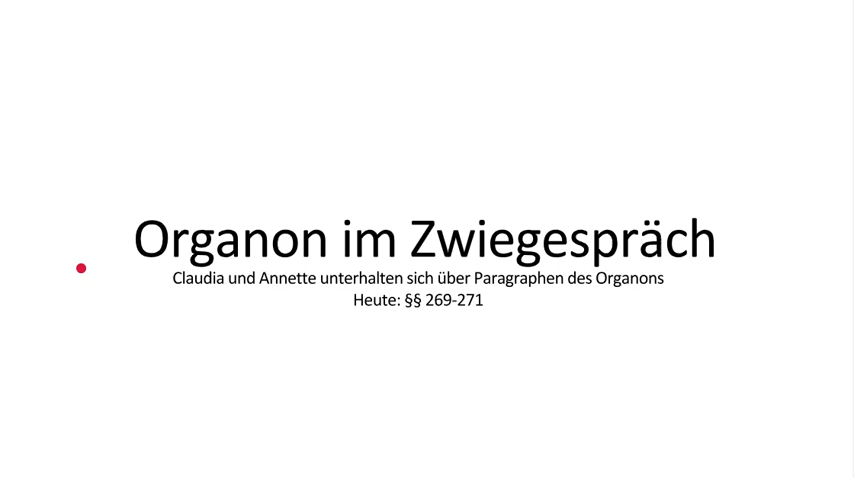 Organon im Zwiegespräch
Claudia und Annette unterhalten sich über Paragraphen des Organons
Heute: §§ 269-271